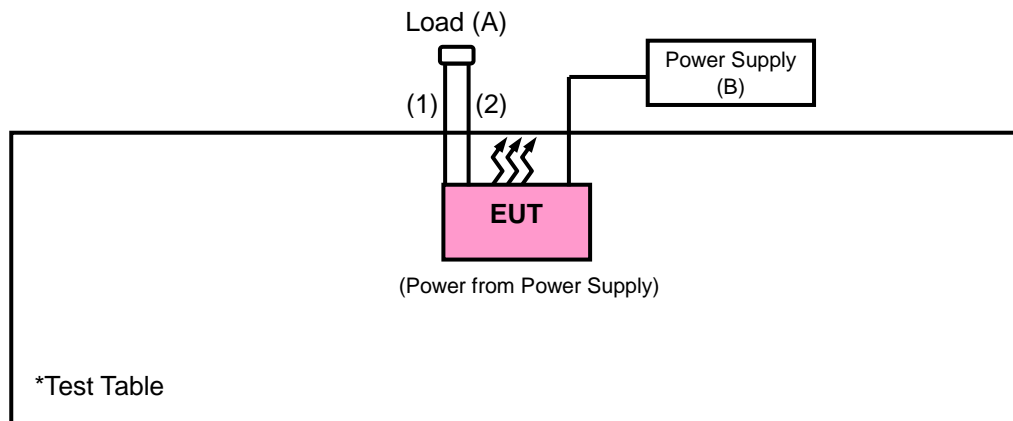 Load (A)
Power Supply
(B)
(1)
(2)
EUT
(Power from Power Supply)
*Test Table